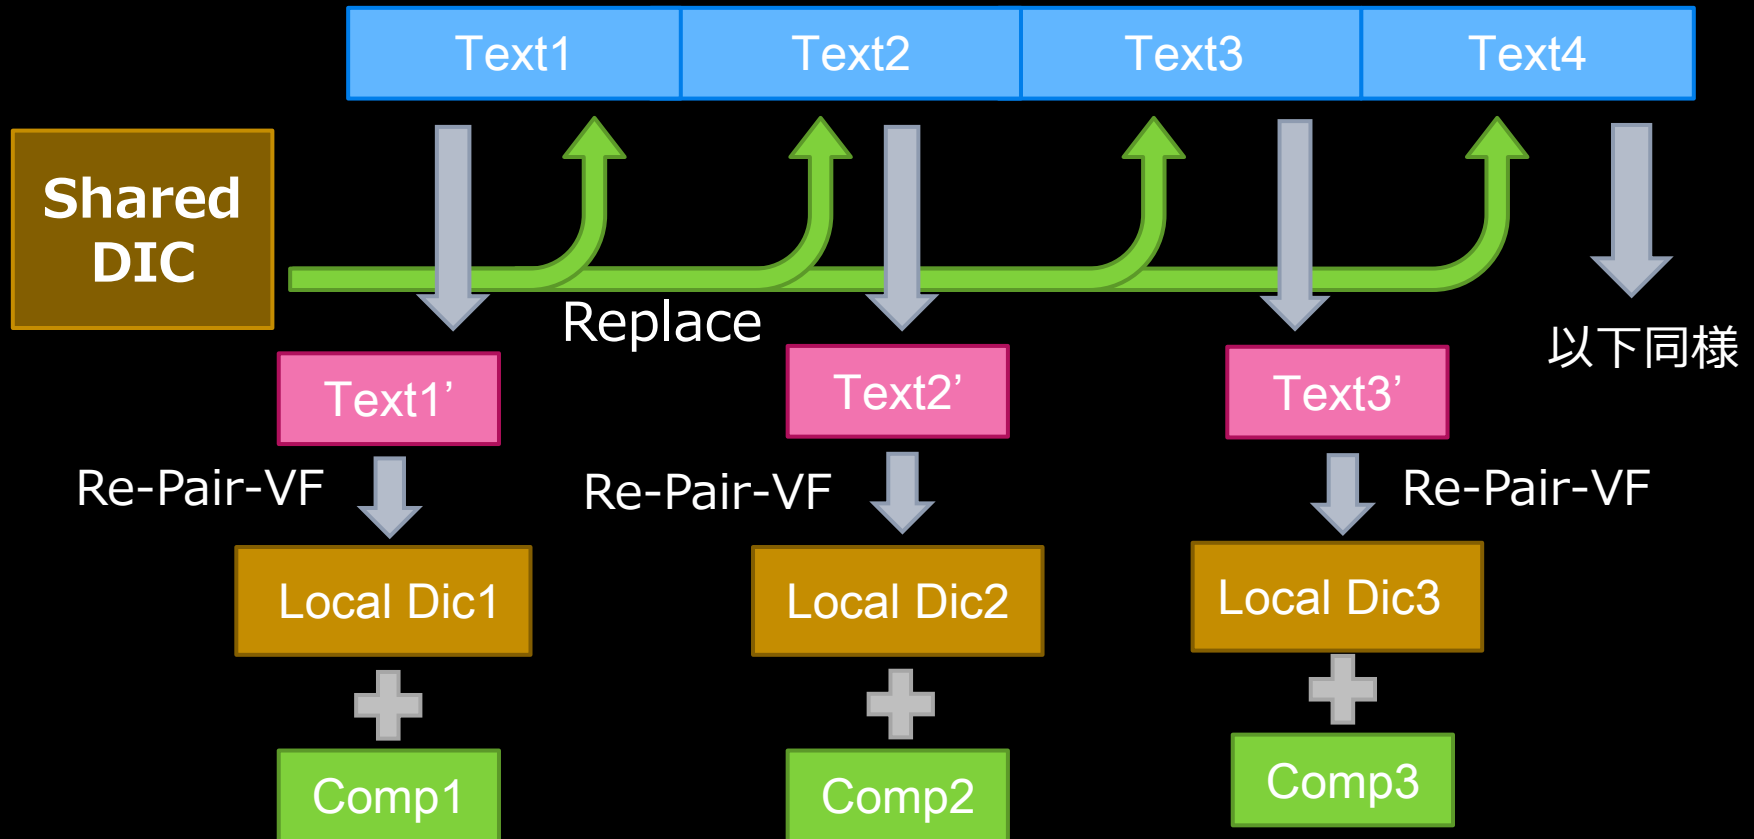 Text1
Text2
Text3
Text4
Shared
DIC
Replace
以下同様
Text1’
Text2’
Text3’
Re-Pair-VF
Re-Pair-VF
Re-Pair-VF
Local Dic1
Local Dic2
Local Dic3
Comp1
Comp2
Comp3